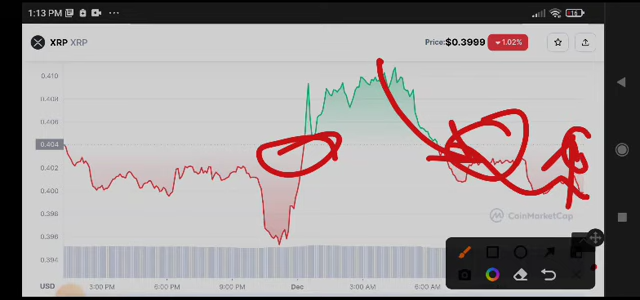 1:13 PM
15
XRP XRP
Price:$0.3999
1.02%
0.410
0.408
0.406
0.404
0.402
0.400
0.398
0.396
0.394
CoinMarketCap
USD
3:00 PM
6:00 PM
9:00 PM
Dec
3:00 AM
6:00 AM